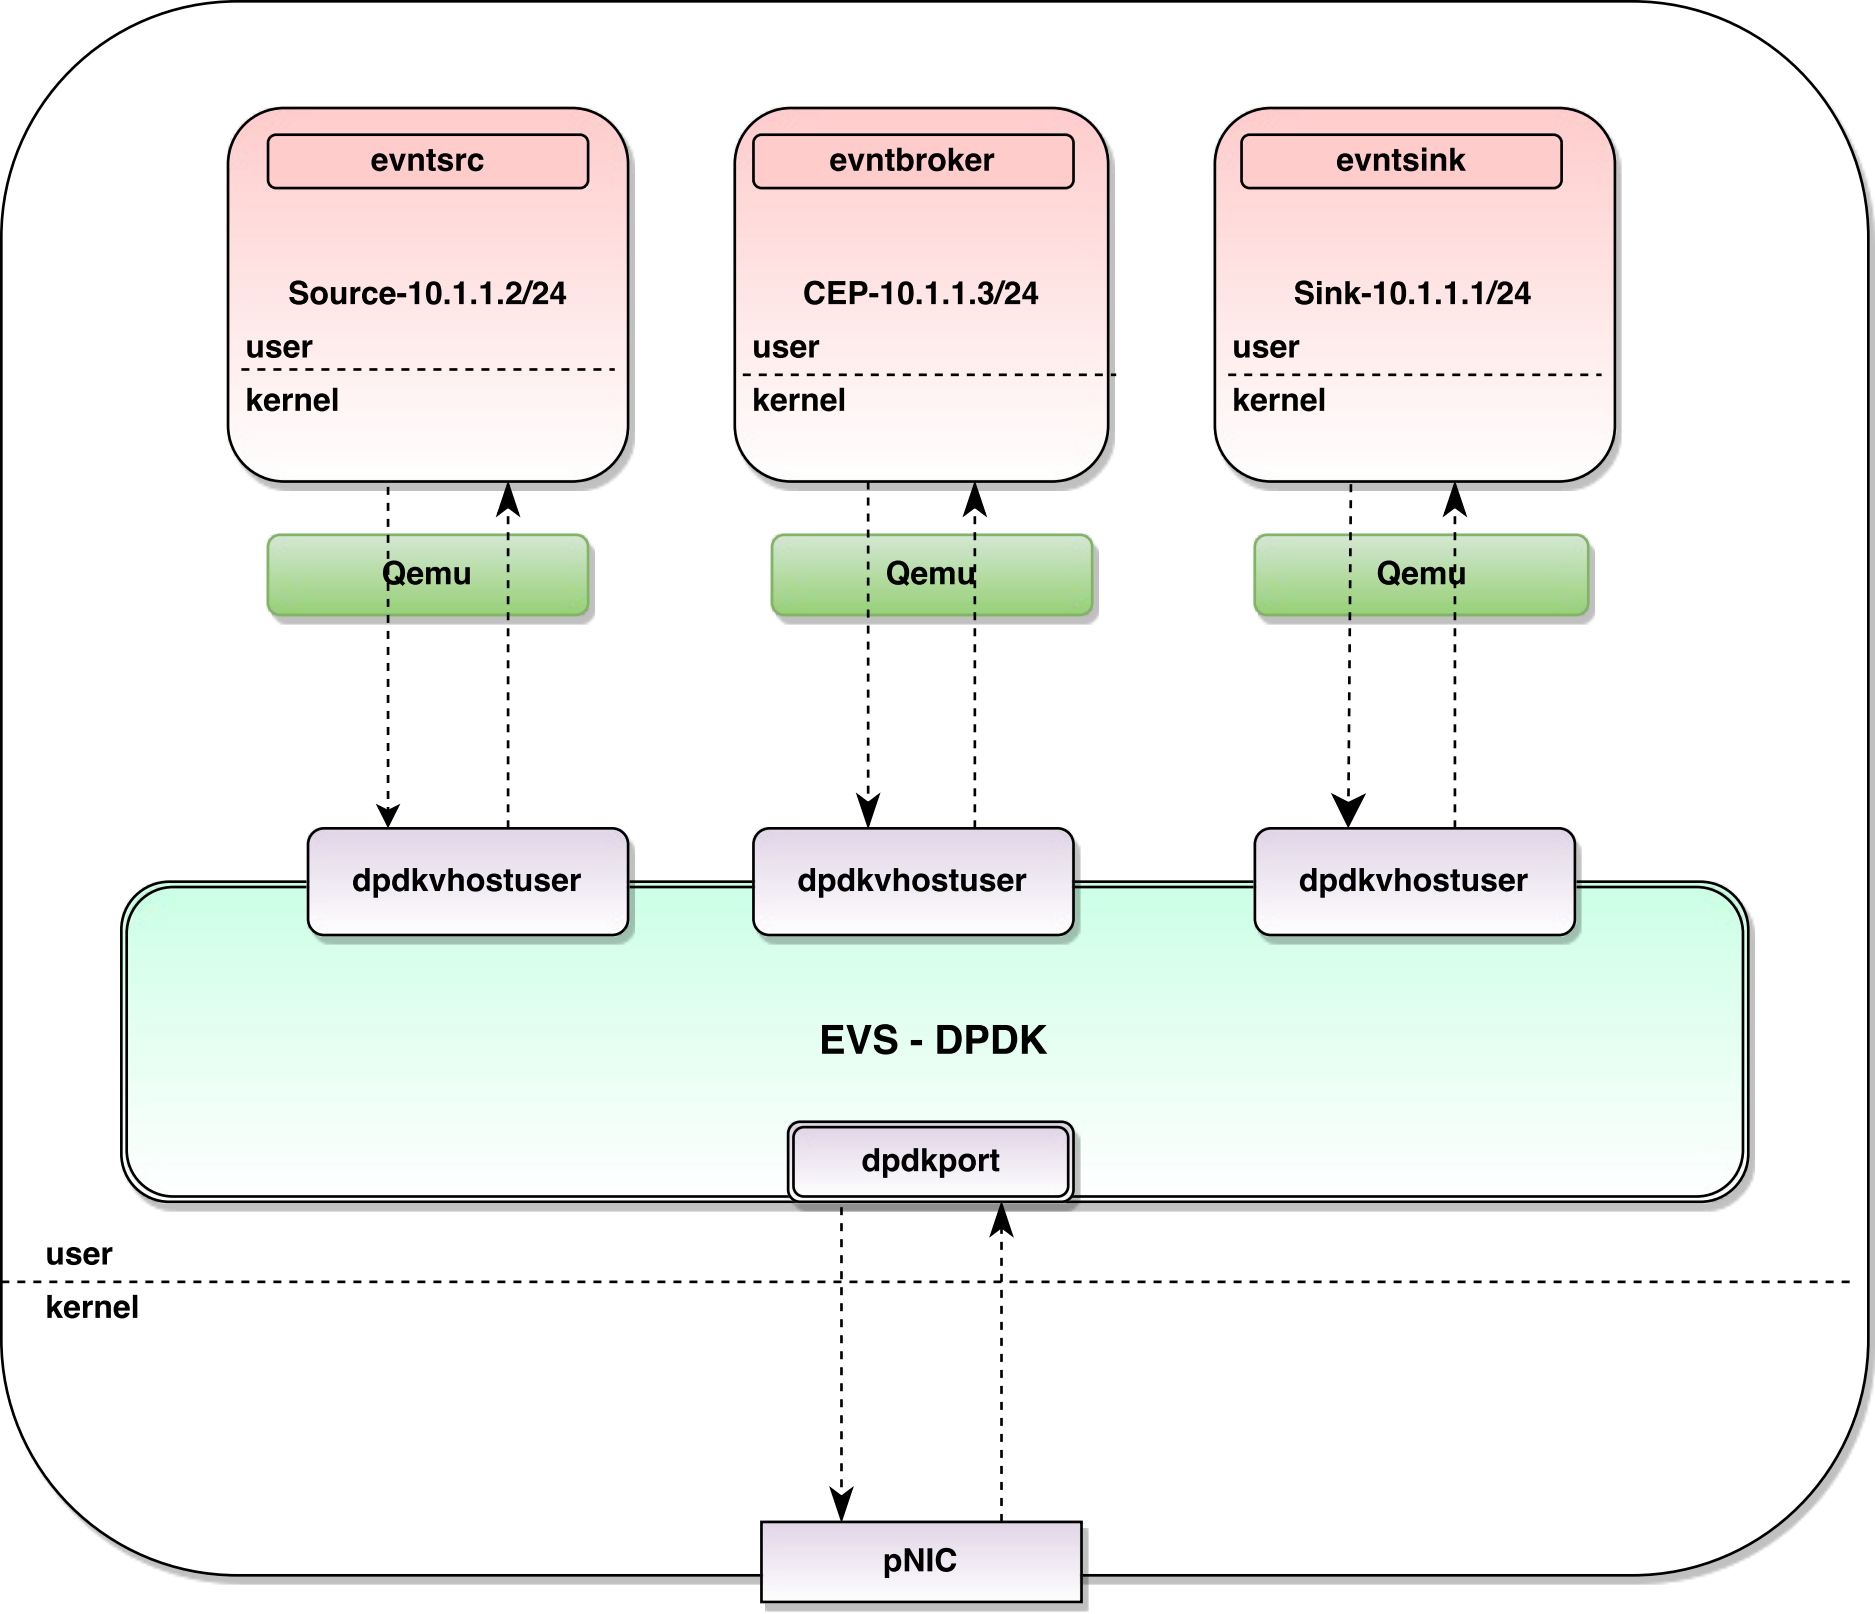 evntsrc
evntbroker
evntsink
Source-10.1.1.2/24
CEP-10.1.1.3/24
Sink-10.1.1.1/24
user
user
user
kernel
kernel
kernel
Qemu
Qemu
Qemu
dpdkvhostuser
dpdkvhostuser
dpdkvhostuser
EVS - DPDK
dpdkport
user
kernel
pNIC